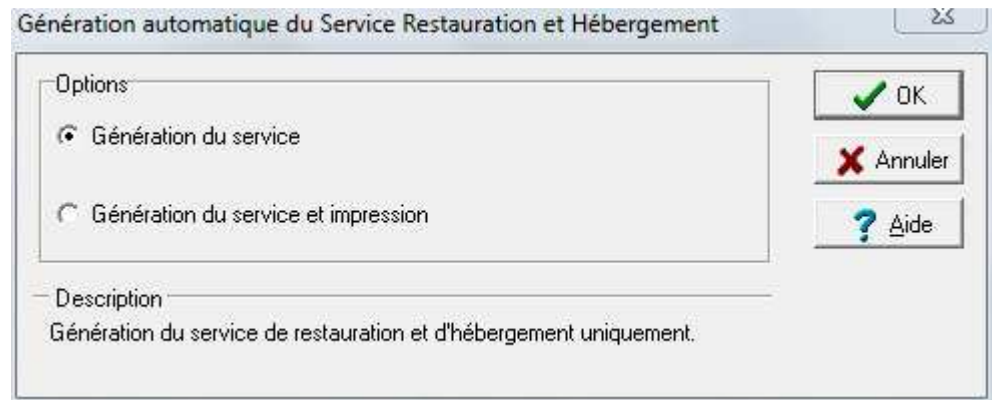 Génération automatique du Service Restauration et Hébergement
Options
Génération du service
Génération du service et impression
OK
Annuler
Aide
Description
Génération du service de restauration et d'hébergement uniquement.